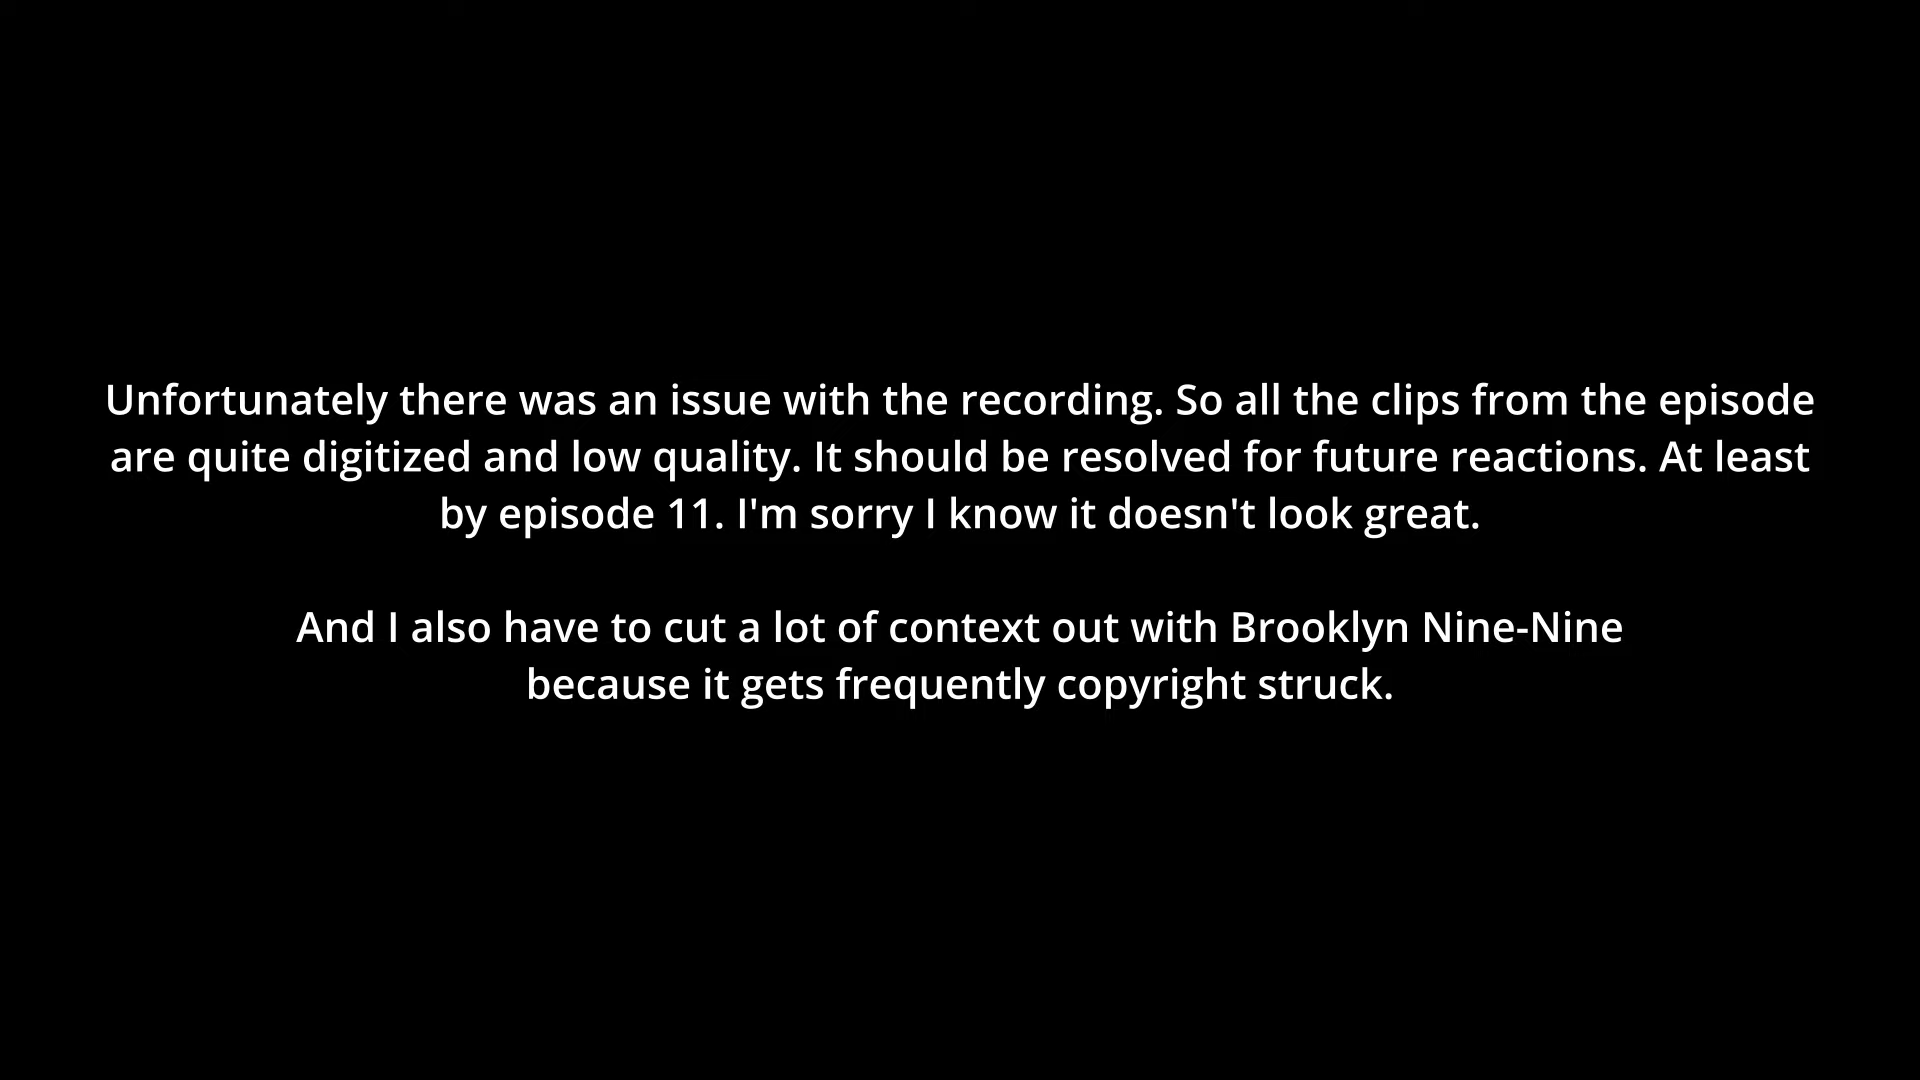 Unfortunately there was an issue with the recording. So all the clips from the episode
are quite digitized and low quality. It should be resolved for future reactions. At least
by episode 11. I'm sorry I know it doesn't look great.
And I also have to cut a lot of context out with Brooklyn Nine-Nine
because it gets frequently copyright struck.